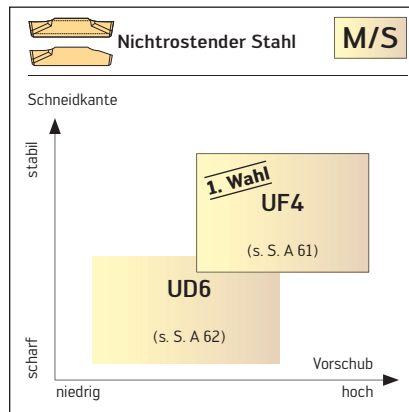 Nichtrostender Stahl
M/S
Schneidkante
stabil
1. Wahl
UF4
(s. S. A 61)
UD6
(s. S. A 62)
scharf
Vorschub
niedrig
hoch